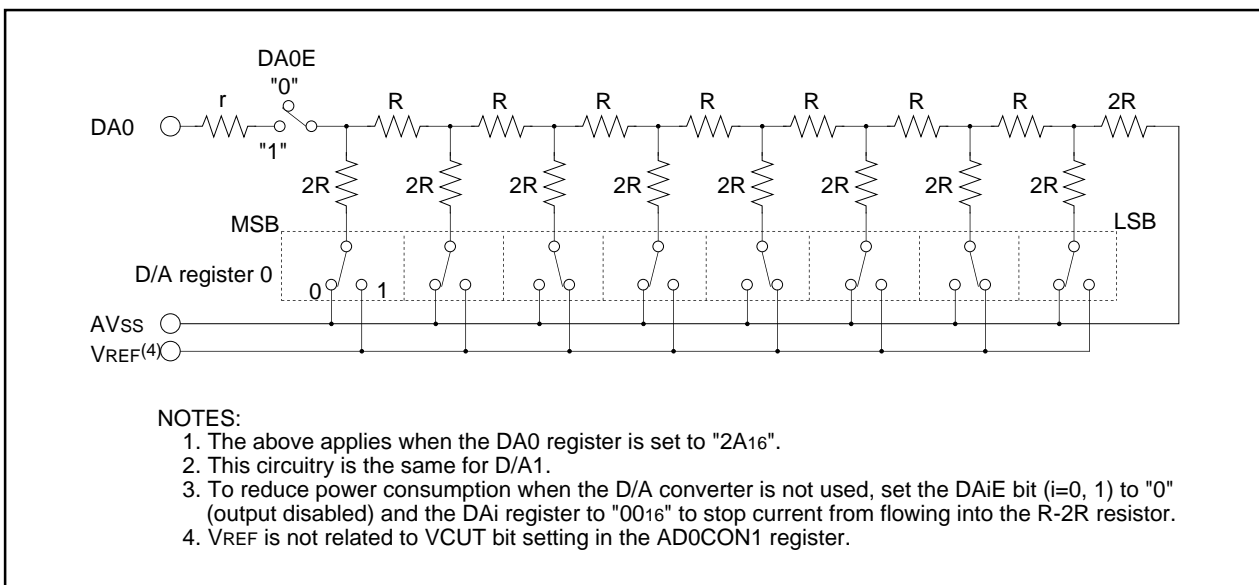 DA0E
"0"
r R R R R R R R 2R
DA0
"1"
2R 2R 2R 2R 2R 2R 2R 2R
MSB LSB
D/A register 0
0 1
AVSS
VREF(4)
NOTES:
1. The above applies when the DA0 register is set to "2A16".
2. This circuitry is the same for D/A1.
3. To reduce power consumption when the D/A converter is not used, set the DAiE bit (i=0, 1) to "0"
(output disabled) and the DAi register to "0016" to stop current from flowing into the R-2R resistor.
4. VREF is not related to VCUT bit setting in the AD0CON1 register.